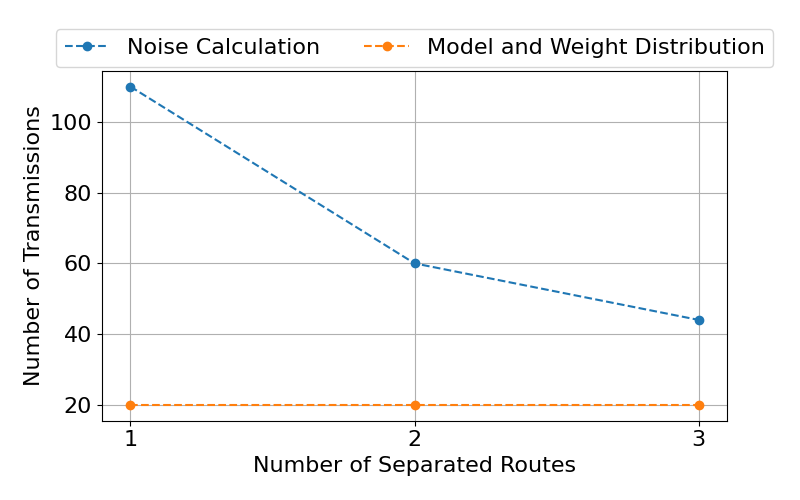 Noise Calculation Model and Weight Distribution
Number of Transmissions
100
80
60
40
20
1 2 3
Number of Separated Routes